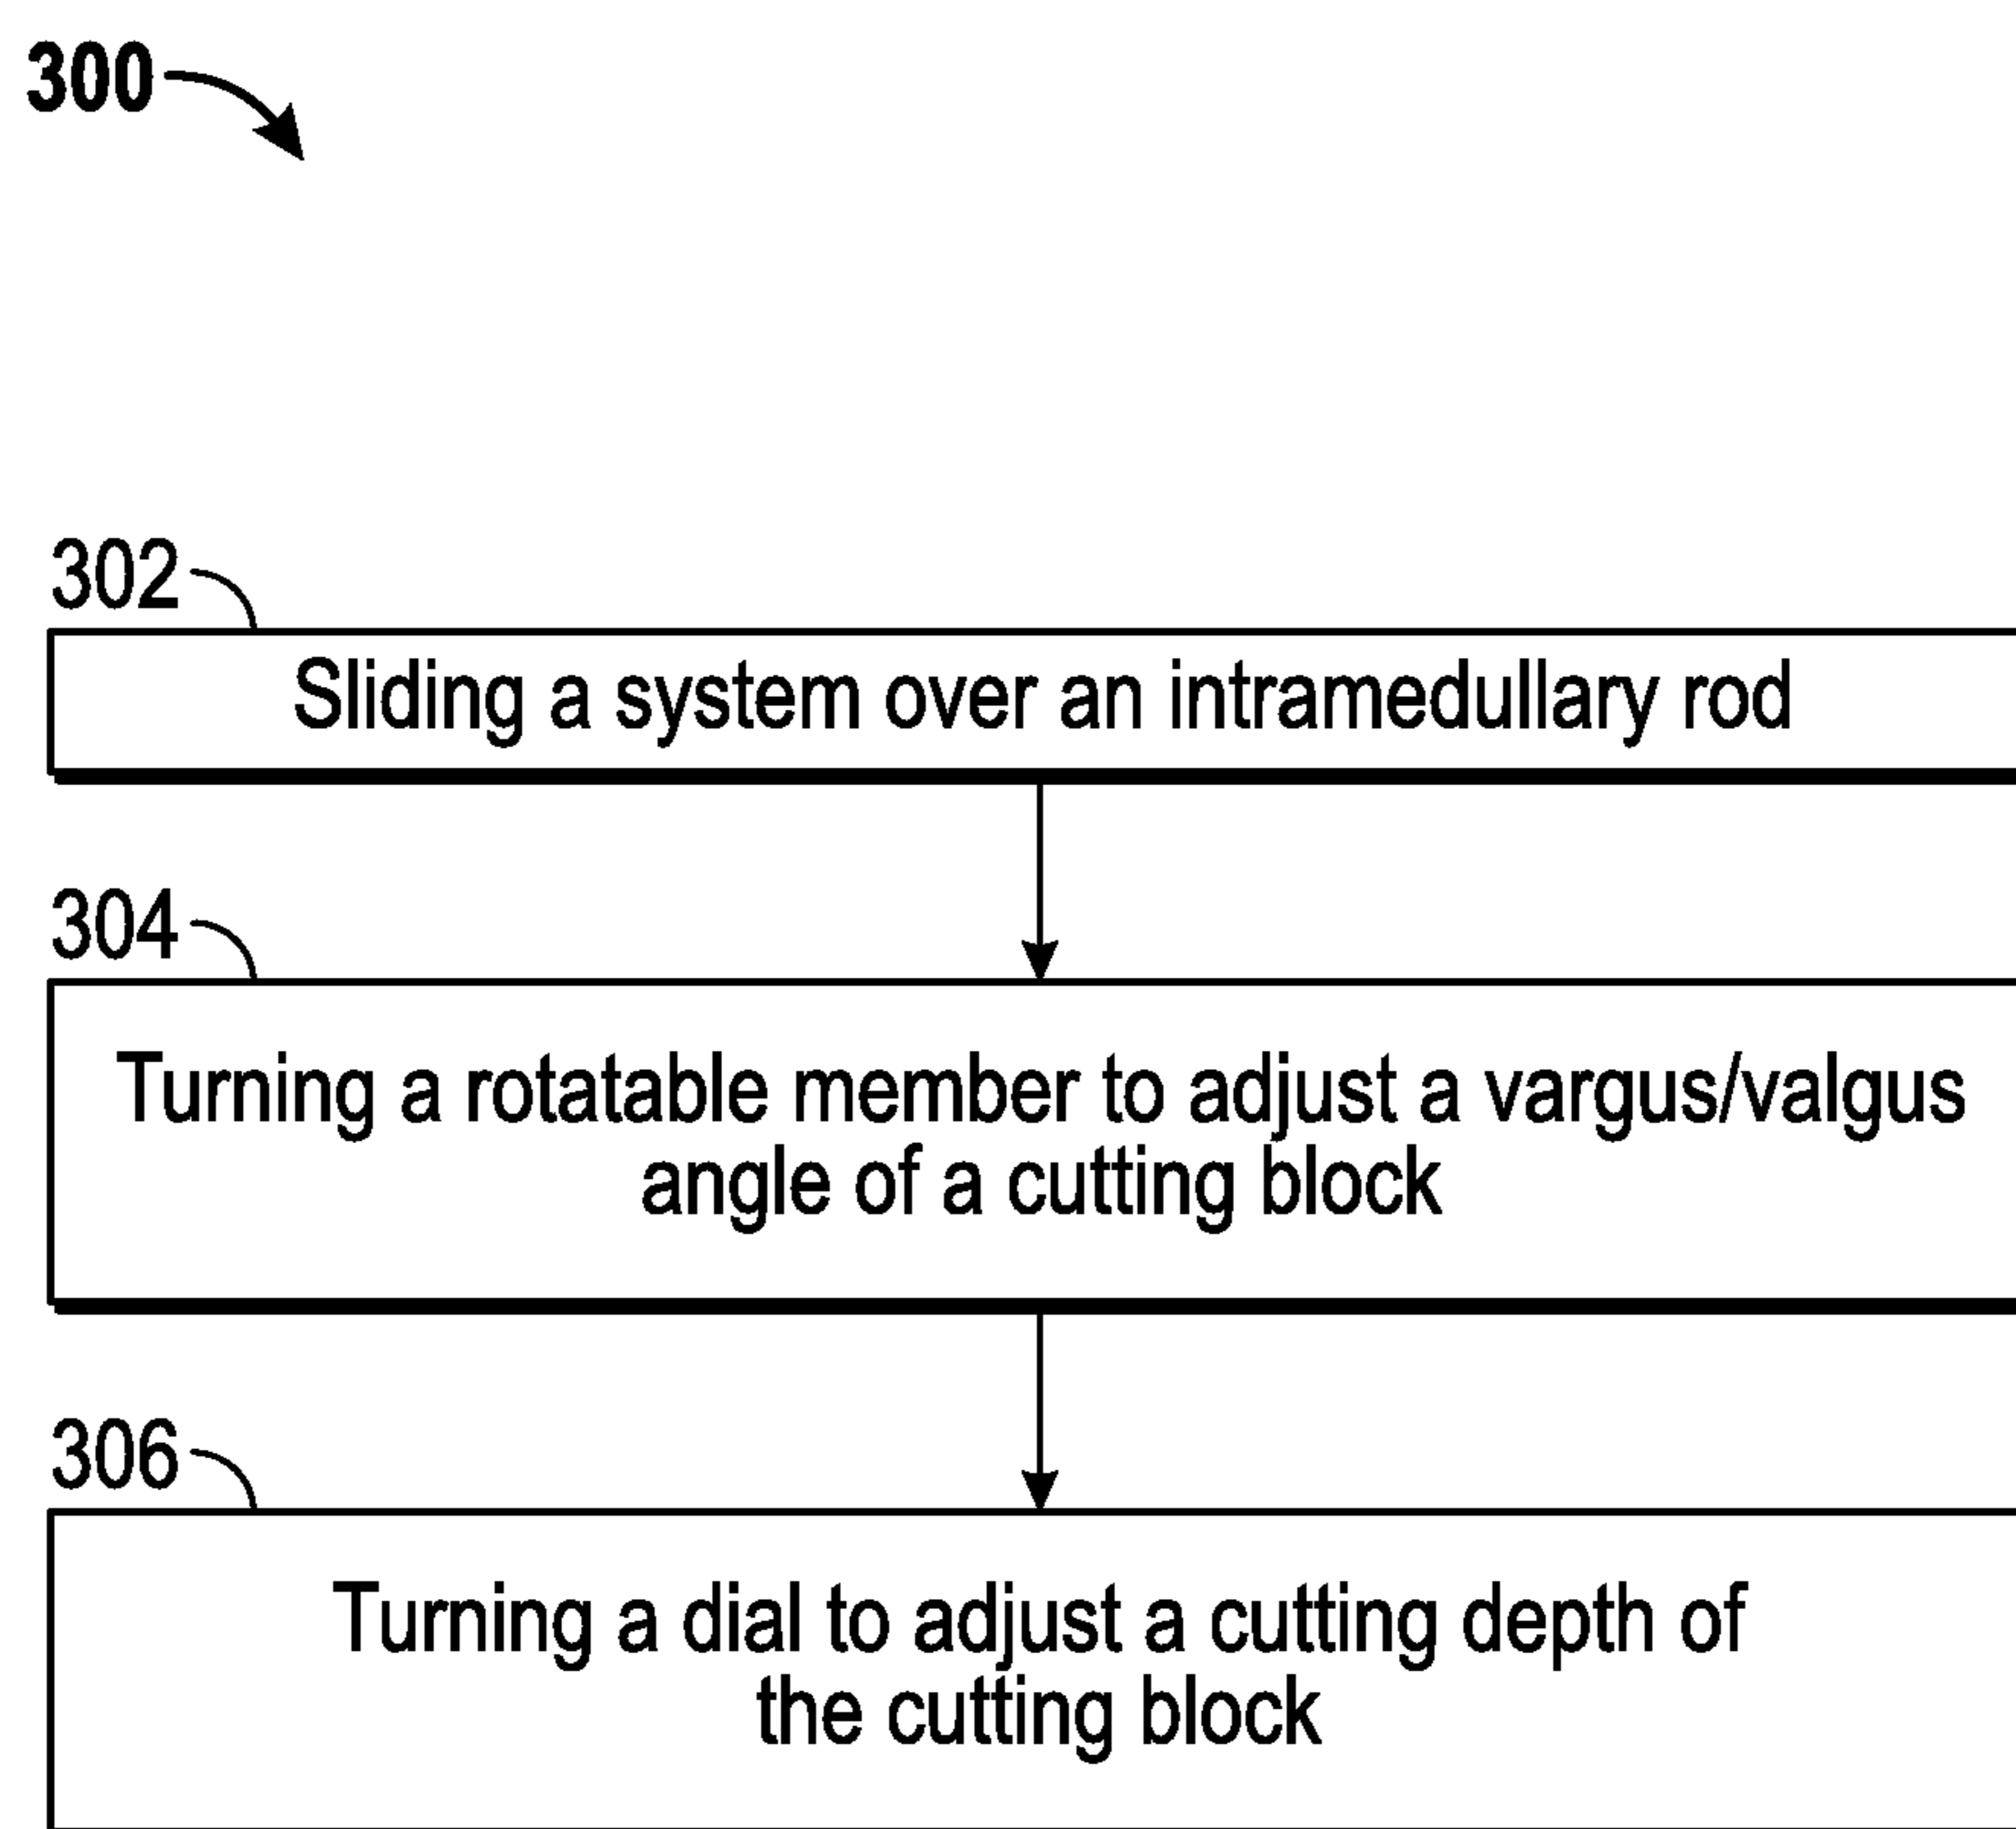 300
302
Sliding a system over an intramedullary rod
304
Turning a rotatable member to adjust a vargus/valgus
angle of a cutting block
306
Turning a dial to adjust a cutting depth of
the cutting block